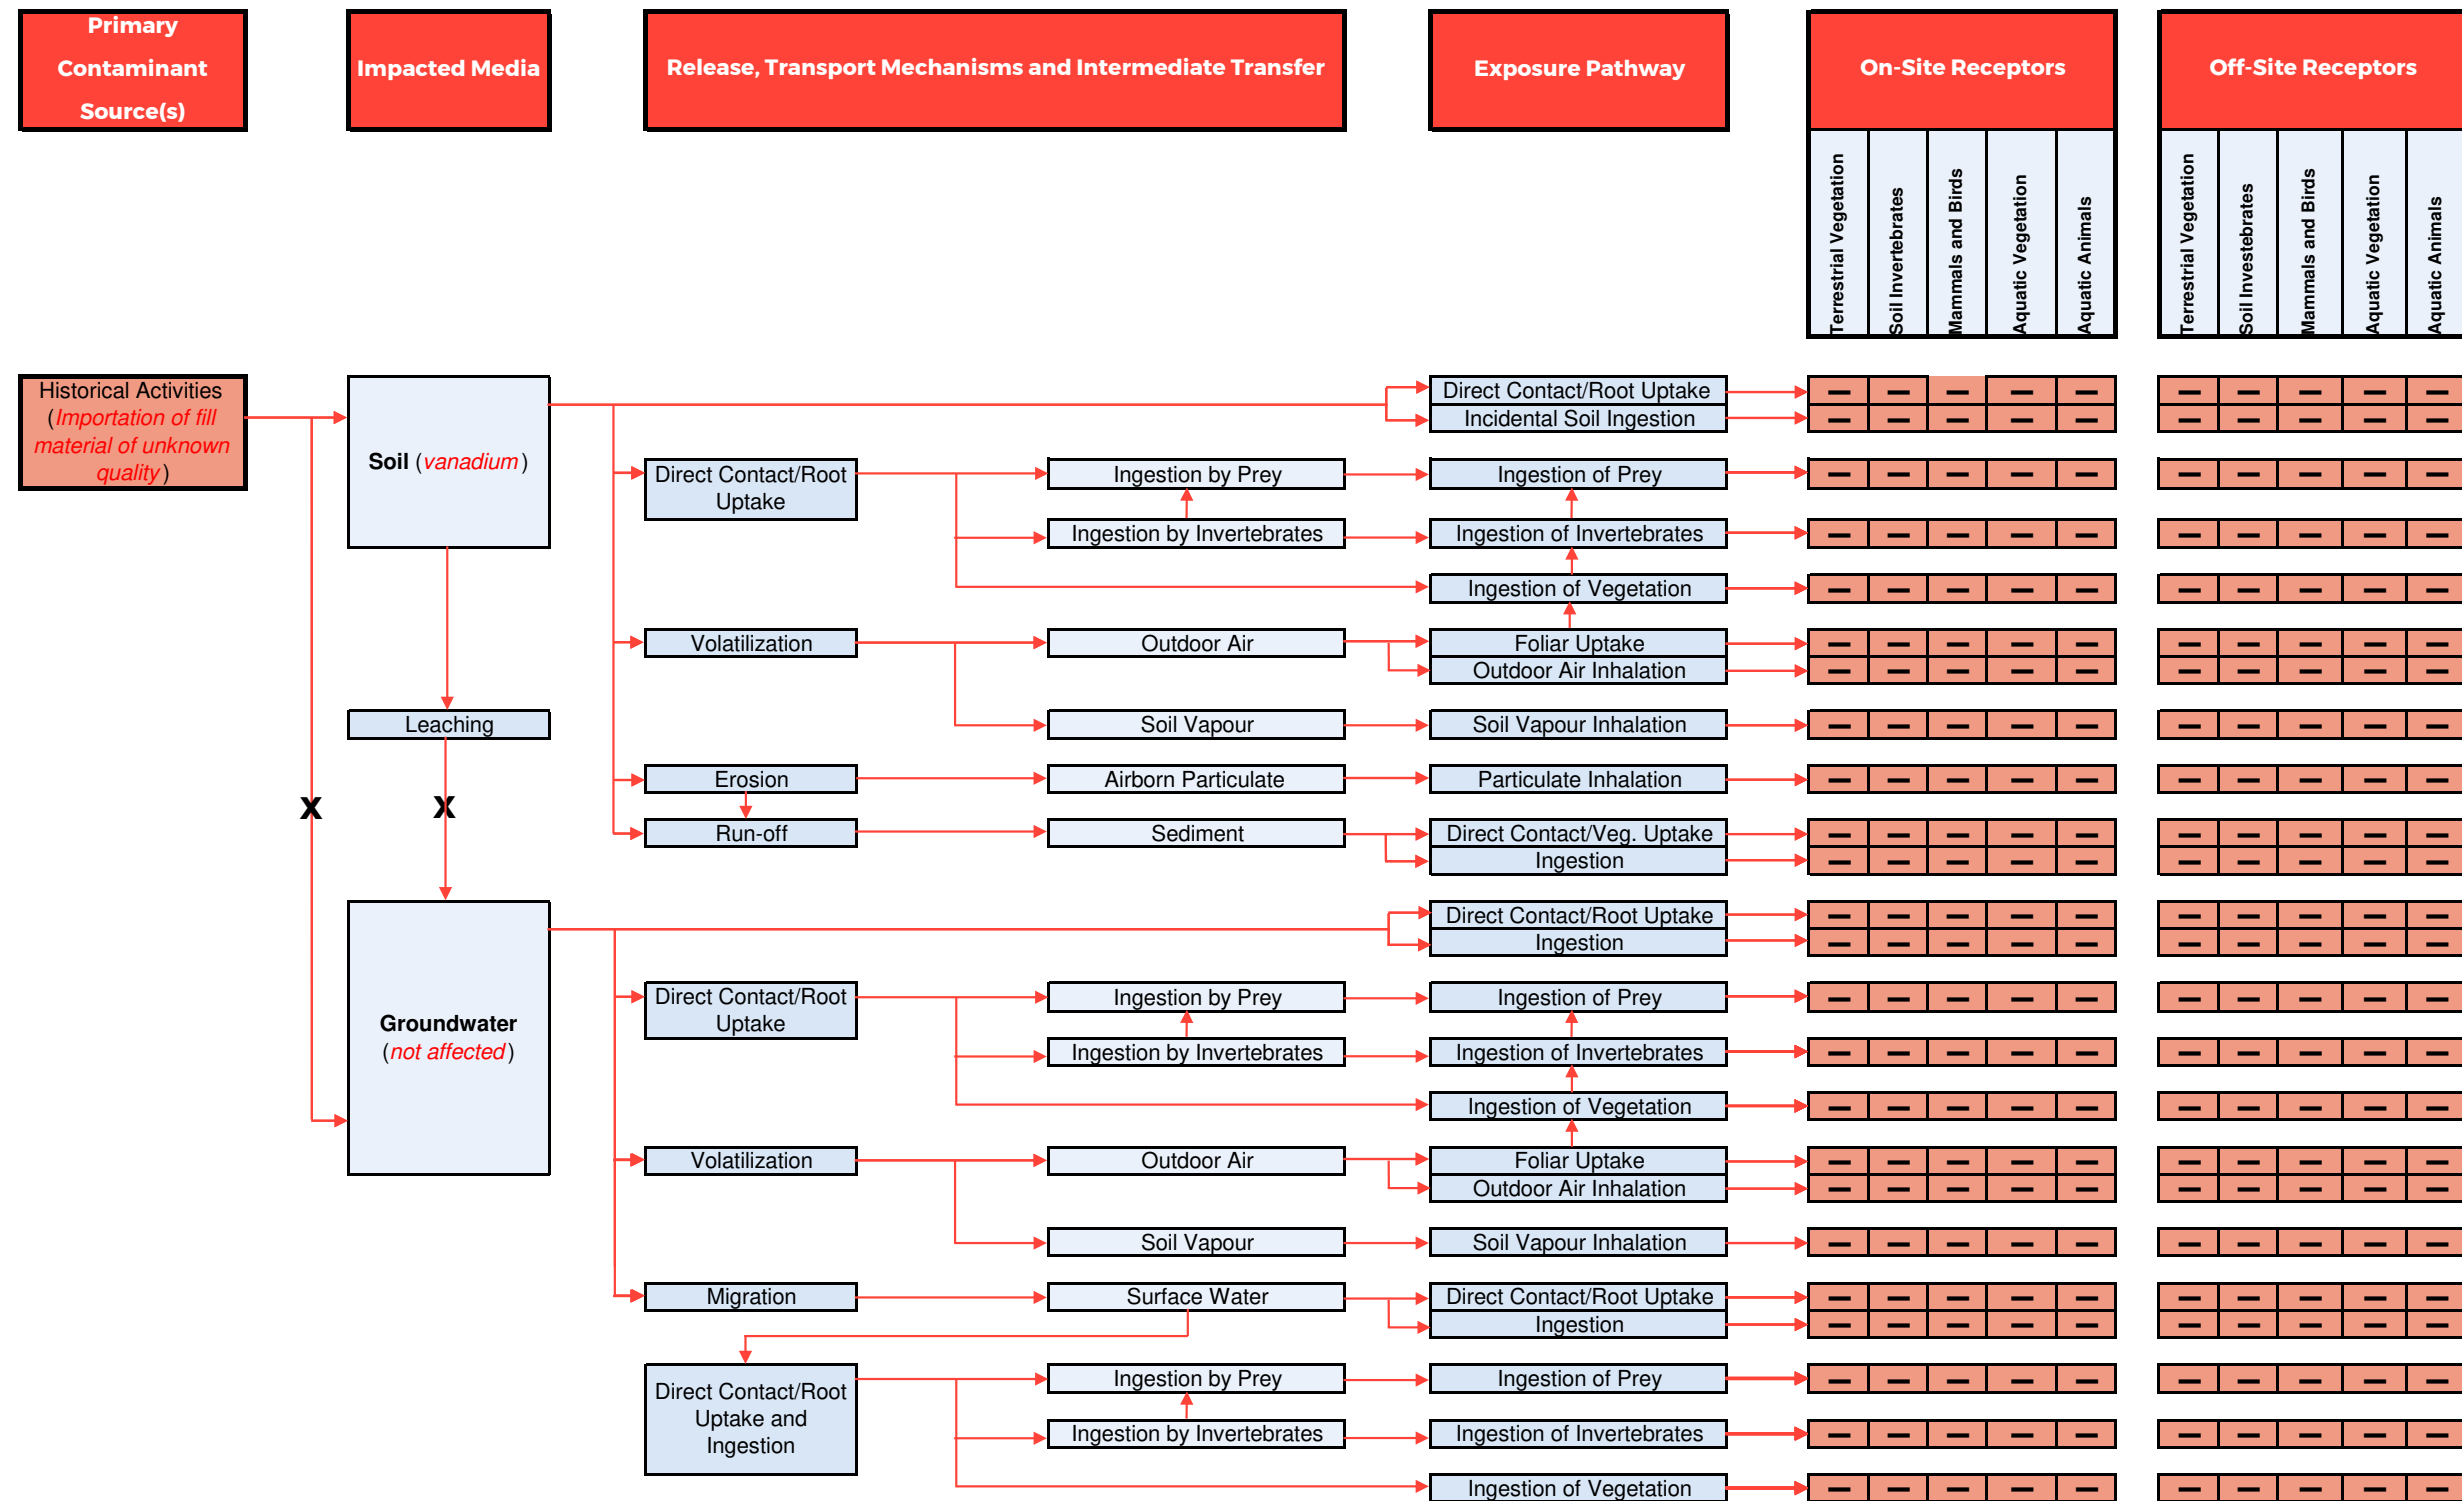 Primary
Contaminant
Source(s)
Impacted Media
Release, Transport Mechanisms and Intermediate Transfer
Exposure Pathway
On-Site Receptors
Off-Site Receptors
Terrestrial Vegetation
Soil Invertebrates
Mammals and Birds
Aquatic Vegetation
Aquatic Animals
Terrestrial Vegetation
Soil Investebrates
Mammals and Birds
Aquatic Vegetation
Aquatic Animals
Historical Activities
(Importation of fill
material of unknown
quality)
Soil (vanadium)
Direct Contact/Root Uptake
— — — — — — — — — —
Incidental Soil Ingestion
— — — — — — — — — —
Direct Contact/Root
Uptake
Ingestion by Prey
Ingestion of Prey
— — — — — — — — — —
Ingestion by Invertebrates
Ingestion of Invertebrates
— — — — — — — — — —
Ingestion of Vegetation
— — — — — — — — — —
Volatilization
Outdoor Air
Foliar Uptake
— — — — — — — — — —
Outdoor Air Inhalation
— — — — — — — — — —
Leaching
Soil Vapour
Soil Vapour Inhalation
— — — — — — — — — —
Erosion
Airborn Particulate
Particulate Inhalation
— — — — — — — — — —
X
X
Run-off
Sediment
Direct Contact/Veg. Uptake
— — — — — — — — — —
Ingestion
— — — — — — — — — —
Groundwater
(not affected)
Direct Contact/Root Uptake
— — — — — — — — — —
Ingestion
— — — — — — — — — —
Direct Contact/Root
Uptake
Ingestion by Prey
Ingestion of Prey
— — — — — — — — — —
Ingestion by Invertebrates
Ingestion of Invertebrates
— — — — — — — — — —
Ingestion of Vegetation
— — — — — — — — — —
Volatilization
Outdoor Air
Foliar Uptake
— — — — — — — — — —
Outdoor Air Inhalation
— — — — — — — — — —
Soil Vapour
Soil Vapour Inhalation
— — — — — — — — — —
Migration
Surface Water
Direct Contact/Root Uptake
— — — — — — — — — —
Ingestion
— — — — — — — — — —
Direct Contact/Root
Uptake and
Ingestion
Ingestion by Prey
Ingestion of Prey
— — — — — — — — — —
Ingestion by Invertebrates
Ingestion of Invertebrates
— — — — — — — — — —
Ingestion of Vegetation
— — — — — — — — — —